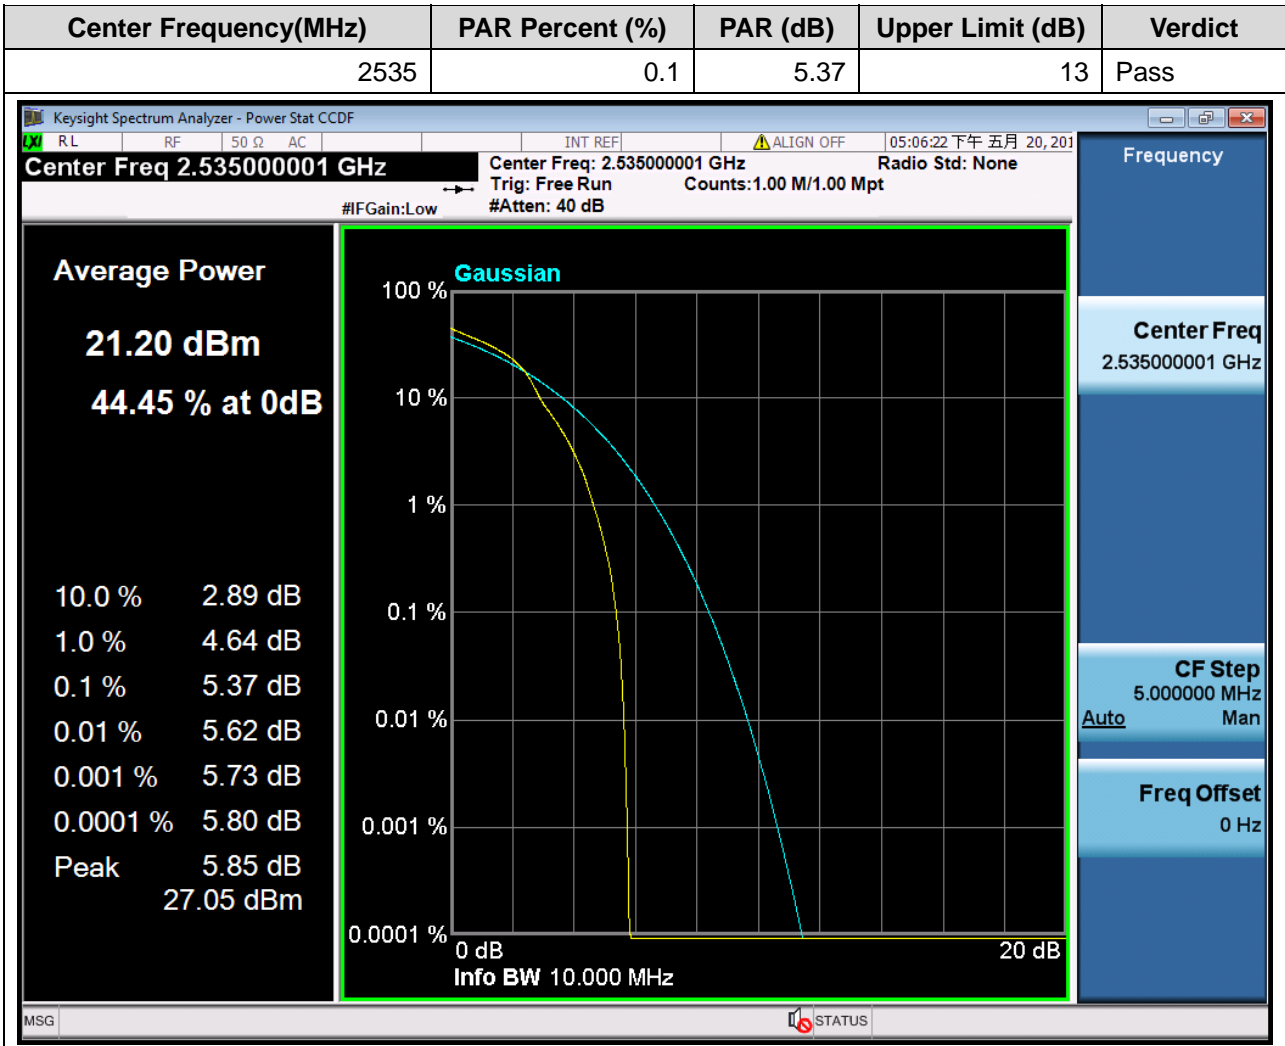 Center Frequency(MHz) PAR Percent (%) PAR (dB) Upper Limit (dB) Verdict
2535 0.1 5.37 13 Pass
Keysight Spectrum Analyzer - Power Stat CCDF
LXI RL RF 50 Ω AC INT REF ALIGN OFF 05:06:22 下午 五月 20, 201
Center Freq 2.535000001 GHz
#IFGain:Low
Center Freq: 2.535000001 GHz
Trig: Free Run Counts:1.00 M/1.00 Mpt
#Atten: 40 dB
Radio Std: None
Average Power
21.20 dBm
44.45 % at 0dB
10.0 % 2.89 dB
1.0 % 4.64 dB
0.1 % 5.37 dB
0.01 % 5.62 dB
0.001 % 5.73 dB
0.0001 % 5.80 dB
Peak 5.85 dB
27.05 dBm
Gaussian
100 %
10 %
1 %
0.1 %
0.01 %
0.001 %
0.0001 %
0 dB 20 dB
Info BW 10.000 MHz
Frequency
Center Freq
2.535000001 GHz
CF Step
5.000000 MHz
Auto Man
Freq Offset
0 Hz
MSG STATUS